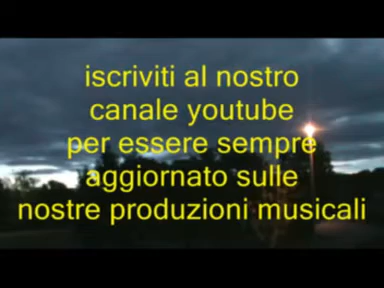 iscriviti al nostro
canale youtube
per essere sempre
aggiornato sulle
nostre produzioni musicali